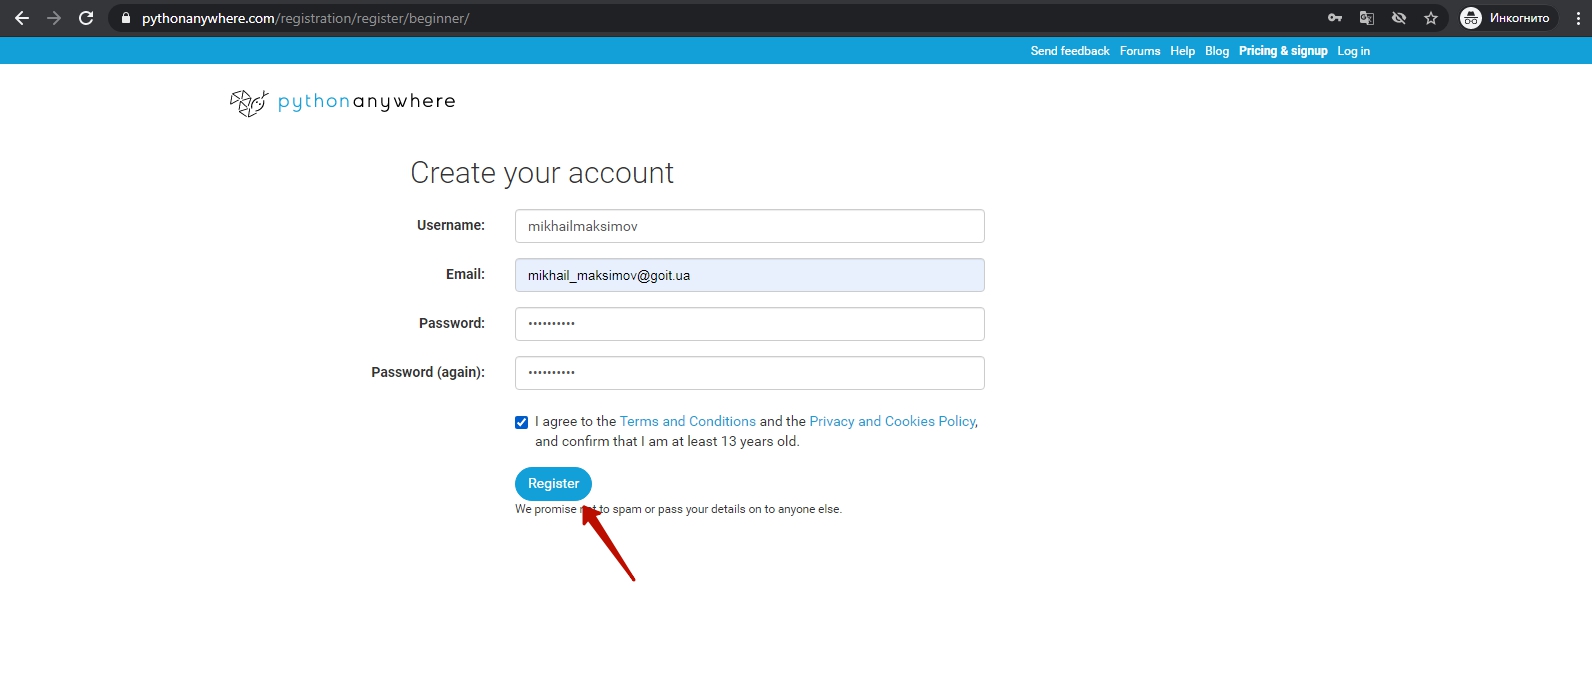 pythonanywhere.com/registration/register/beginner/
Инкогнито
Send feedback Forums Help Blog Pricing & signup Log in
pythonanywhere
Create your account
Username: mikhailmaksimov
Email: mikhail_maksimov@goit.ua
Password: ••••••••••
Password (again): ••••••••••
I agree to the Terms and Conditions and the Privacy and Cookies Policy,
and confirm that I am at least 13 years old.
Register
We promise not to spam or pass your details on to anyone else.